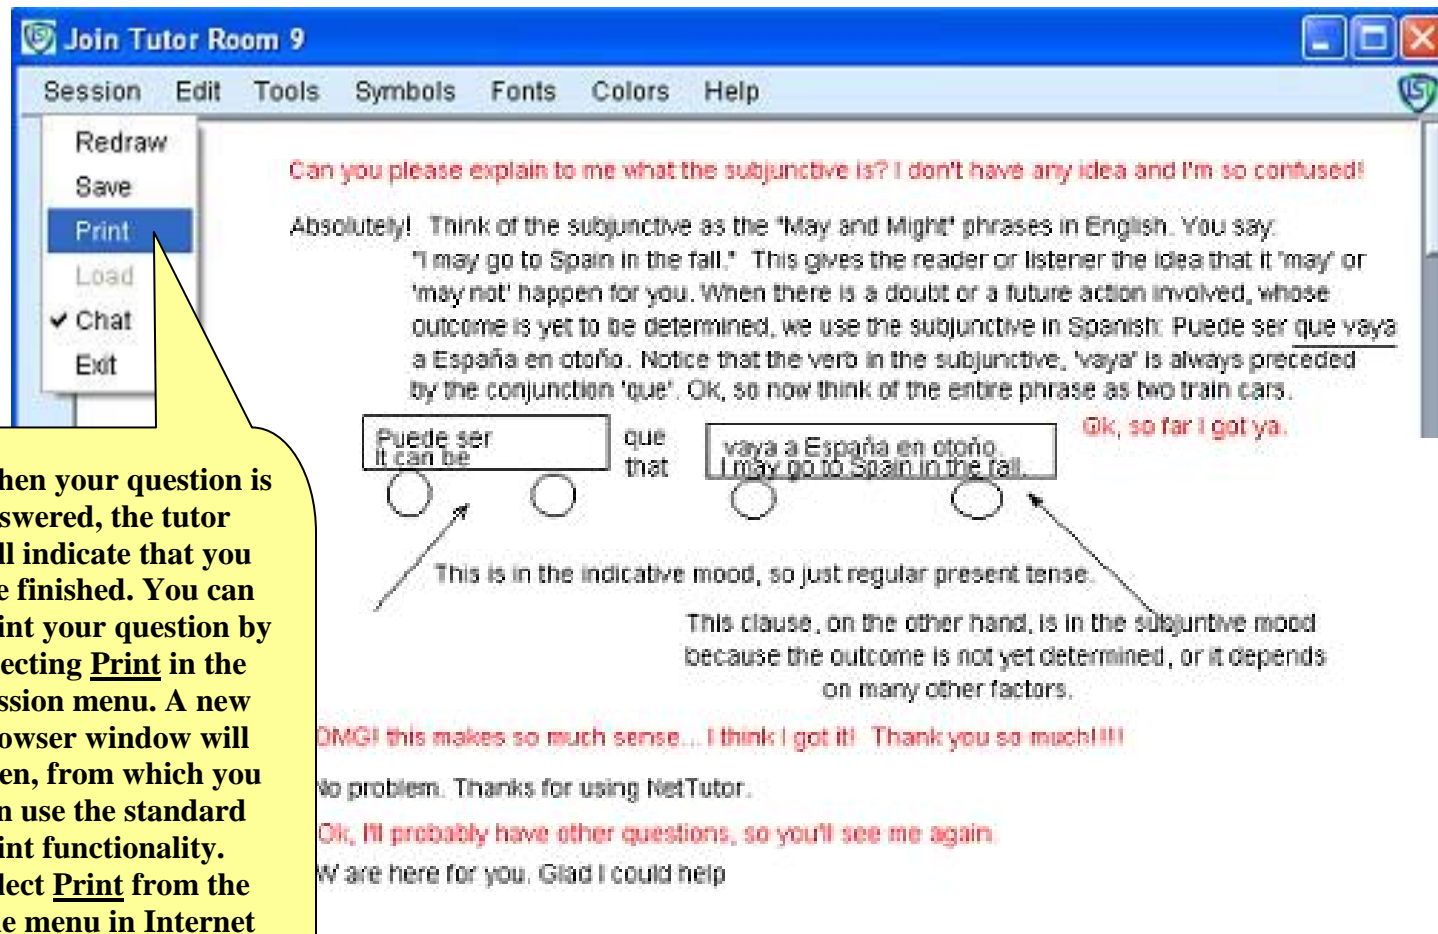 Join Tutor Room 9
Session Edit Tools Symbols Fonts Colors Help
Redraw
Save
Print
Load
Chat
Exit
Can you please explain to me what the subjunctive is? I don't have any idea and I'm so confused!
Absolutely! Think of the subjunctive as the "May and Might" phrases in English. You say:
"I may go to Spain in the fall." This gives the reader or listener the idea that it 'may' or
'may not' happen for you. When there is a doubt or a future action involved, whose
outcome is yet to be determined, we use the subjunctive in Spanish: Puede ser que vaya
a España en otoño. Notice that the verb in the subjunctive, 'vaya' is always preceded
by the conjunction 'que'. Ok, so now think of the entire phrase as two train cars.
Ok, so far I got ya.
Puede ser
it can be
que
that
vaya a España en otoño.
I may go to Spain in the fall.
This is in the indicative mood, so just regular present tense.
This clause, on the other hand, is in the subjuntive mood
because the outcome is not yet determined, or it depends
on many other factors.
OMG! this makes so much sense... I think I got it! Thank you so much!!!!
No problem. Thanks for using NetTutor.
Ok, I'll probably have other questions, so you'll see me again.
W are here for you. Glad I could help
hen your question is
swered, the tutor
ll indicate that you
e finished. You can
int your question by
lecting Print in the
ssion menu. A new
owser window will
en, from which you
n use the standard
int functionality.
lect Print from the
le menu in Internet